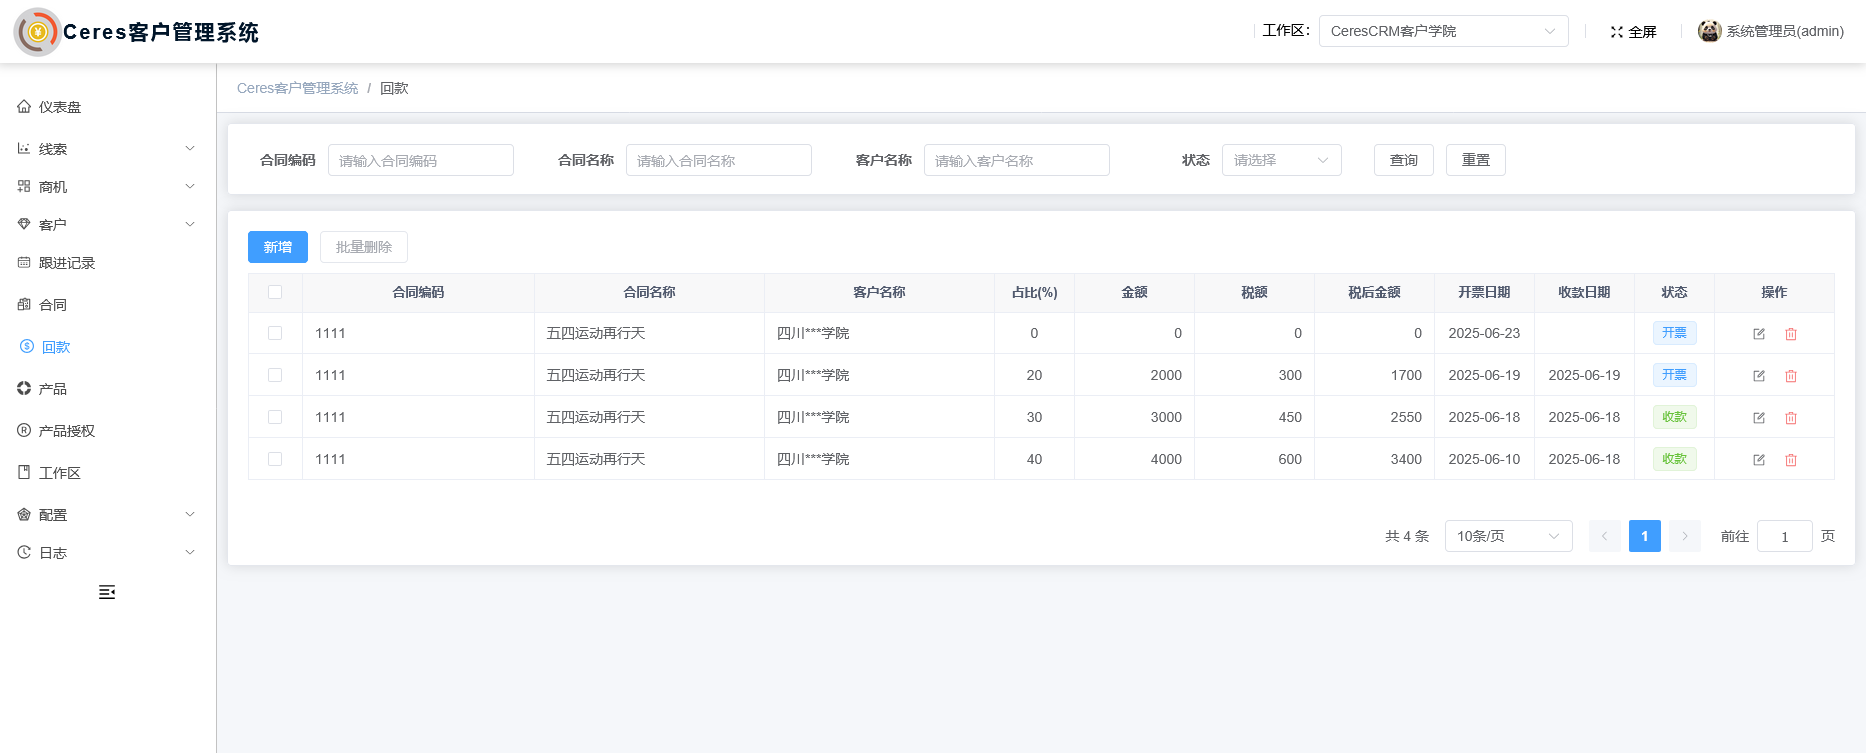 Ceres客户管理系统
工作区: CeresCRM客户学院 全屏 系统管理员(admin)
Ceres客户管理系统 / 回款
仪表盘
线索
商机
客户
跟进记录
合同
回款
产品
产品授权
工作区
配置
日志
合同编码 请输入合同编码 合同名称 请输入合同名称 客户名称 请输入客户名称 状态 请选择 查询 重置
新增 批量删除
合同编码 合同名称 客户名称 占比(%) 金额 税额 税后金额 开票日期 收款日期 状态 操作
1111 五四运动再行天 四川***学院 0 0 0 0 2025-06-23 开票
1111 五四运动再行天 四川***学院 20 2000 300 1700 2025-06-19 2025-06-19 开票
1111 五四运动再行天 四川***学院 30 3000 450 2550 2025-06-18 2025-06-18 收款
1111 五四运动再行天 四川***学院 40 4000 600 3400 2025-06-10 2025-06-18 收款
共 4 条 10条/页 1 前往 1 页